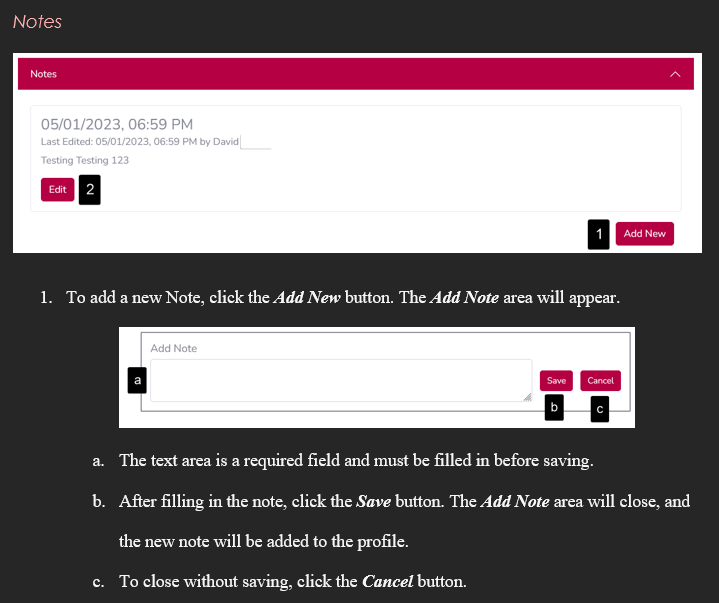 Notes
Notes
05/01/2023, 06:59 PM
Last Edited: 05/01/2023, 06:59 PM by David
Testing Testing 123
Edit 2
1 Add New
1. To add a new Note, click the Add New button. The Add Note area will appear.
Add Note
a
Save Cancel
b c
a. The text area is a required field and must be filled in before saving.
b. After filling in the note, click the Save button. The Add Note area will close, and
the new note will be added to the profile.
c. To close without saving, click the Cancel button.